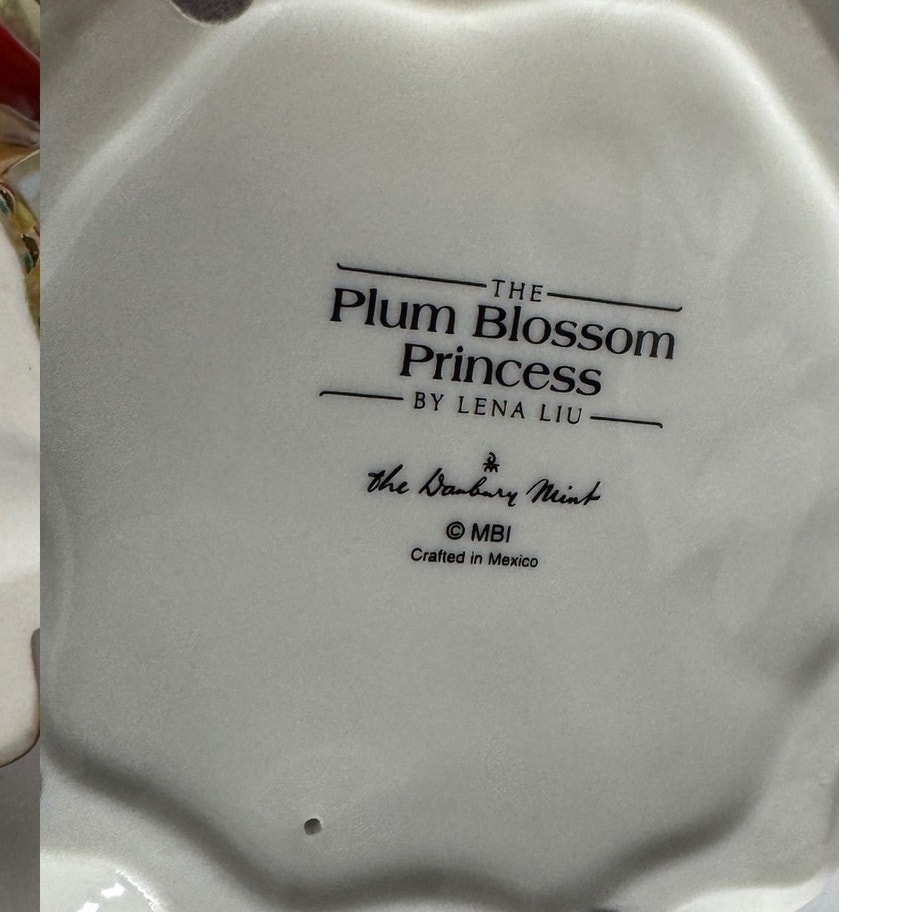 THE
Plum Blossom
Princess
BY LENA LIU
The Danbury Mint
© MBI
Crafted in Mexico